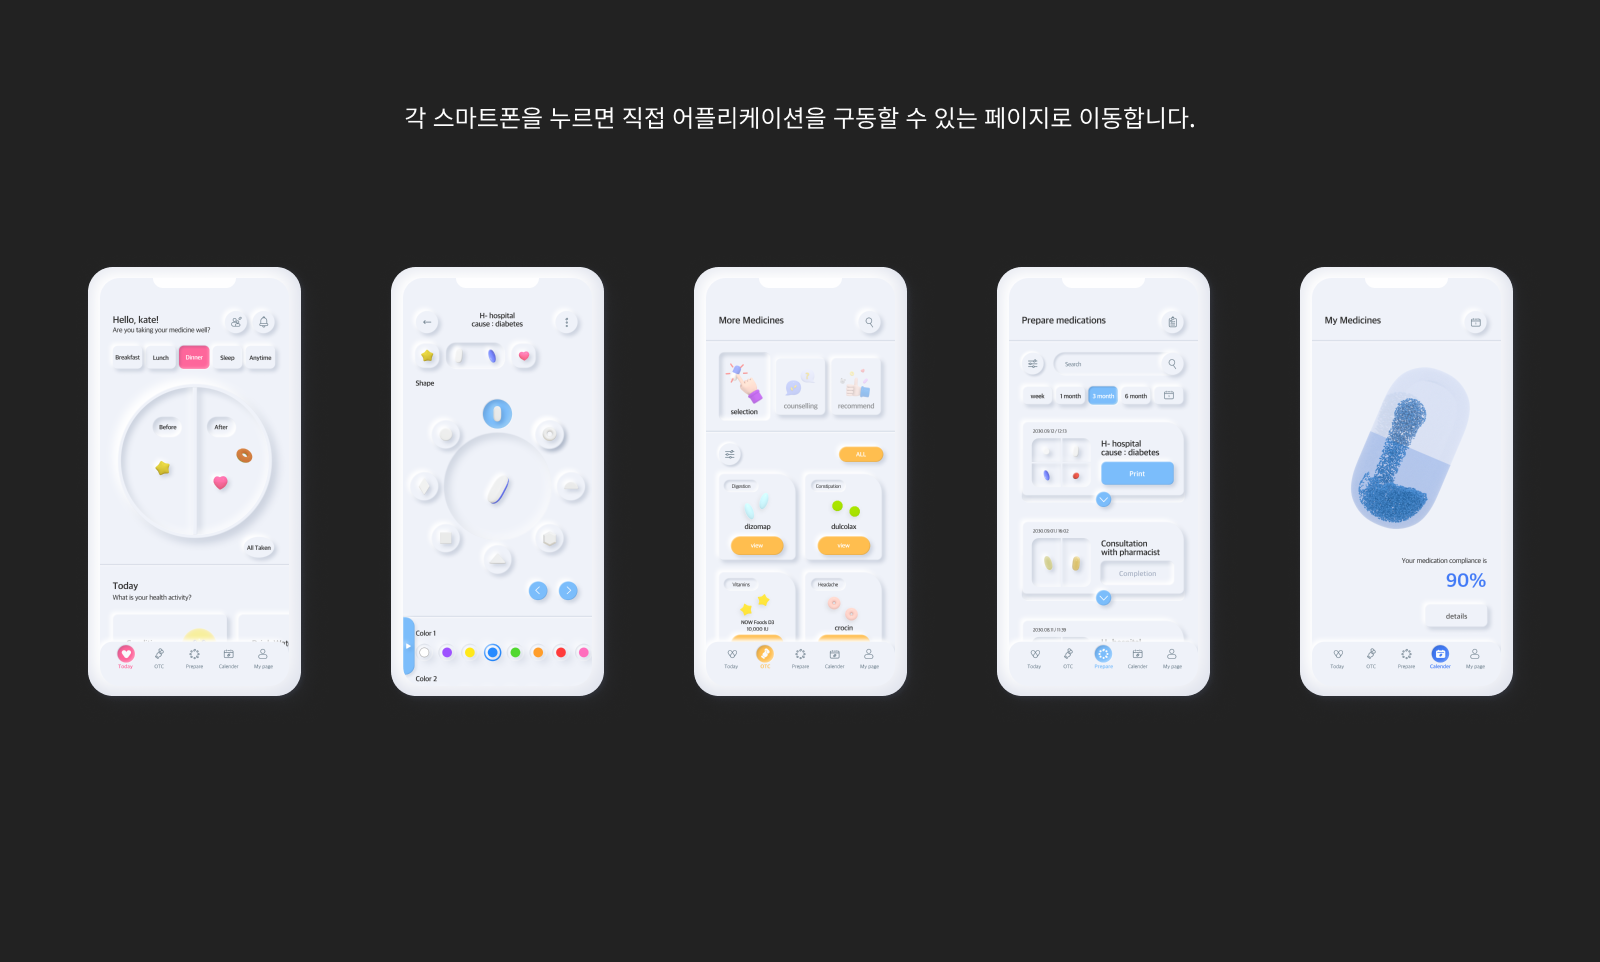 각 스마트폰을 누르면 직접 어플리케이션을 구동할 수 있는 페이지로 이동합니다.
Hello, kate!
Are you taking your medicine well?
Breakfast
Lunch
Dinner
Sleep
Anytime
Before
After
All Taken
Today
What is your health activity?
Today
OTC
Prepare
Calender
My page
H- hospital
cause : diabetes
Shape
Color 1
Color 2
More Medicines
selection
counselling
recommend
ALL
Digestion
Constipation
dizomap
dulcolax
view
view
Vitamins
Headache
NOW Foods D3
10,000 IU
crocin
Today
OTC
Prepare
Calender
My page
Prepare medications
Search
week
1 month
3 month
6 month
2030.09.12 / 12:13
H- hospital
cause : diabetes
Print
2030.09.01 / 16:02
Consultation
with pharmacist
Completion
2030.08.11 / 11:39
Today
OTC
Prepare
Calender
My page
My Medicines
Your medication compliance is
90%
details
Today
OTC
Prepare
Calender
My page